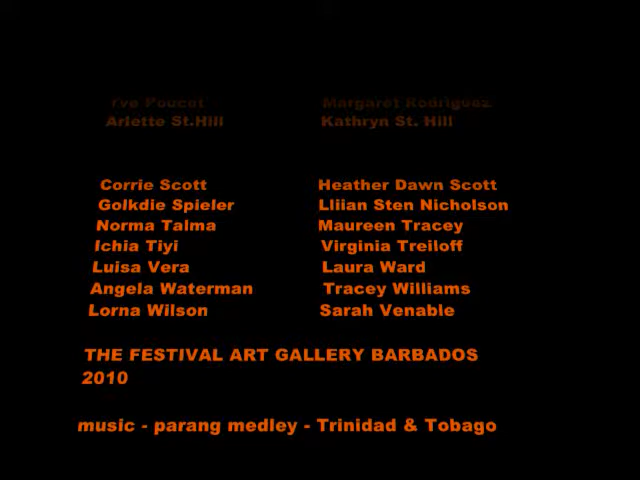 Margaret Rodriguez
Arlette St.Hill Kathryn St. Hill
Corrie Scott Heather Dawn Scott
Golkdie Spieler Lliian Sten Nicholson
Norma Talma Maureen Tracey
Ichia Tiyi Virginia Treiloff
Luisa Vera Laura Ward
Angela Waterman Tracey Williams
Lorna Wilson Sarah Venable
THE FESTIVAL ART GALLERY BARBADOS
2010
music - parang medley - Trinidad & Tobago